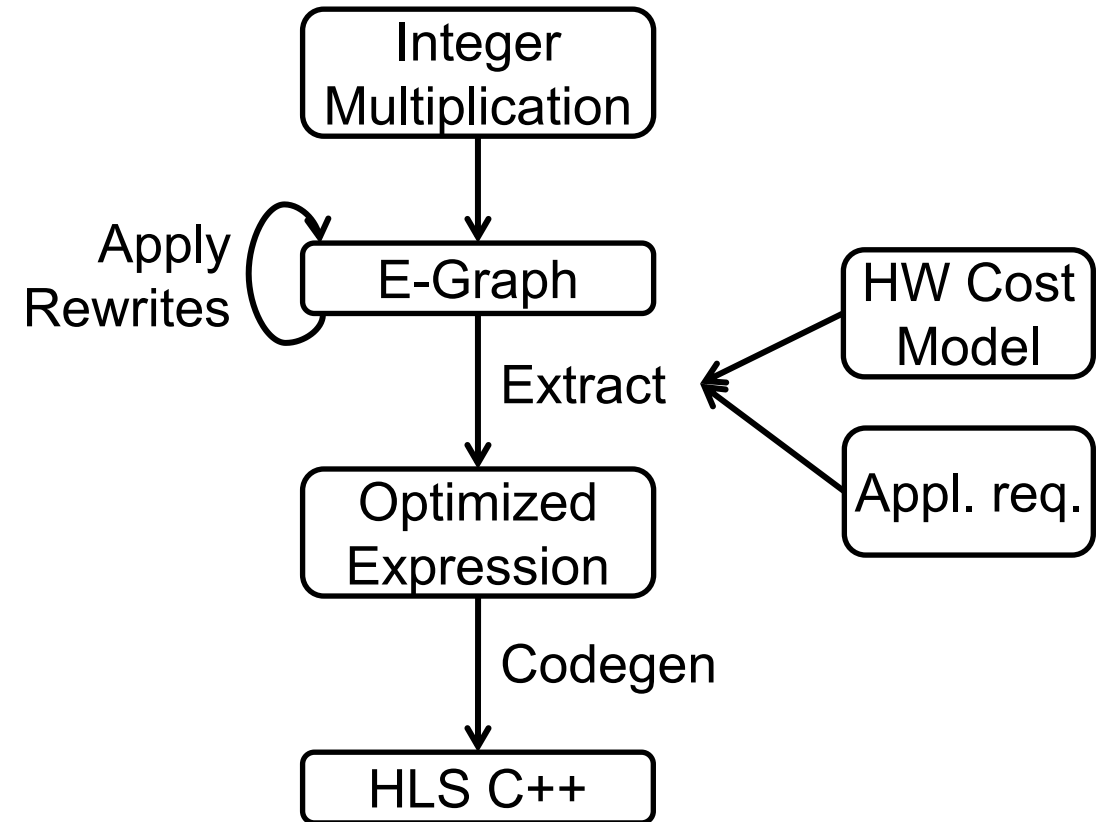 Integer
Multiplication
Apply
Rewrites
E-Graph
HW Cost
Model
Extract
Appl. req.
Optimized
Expression
Codegen
HLS C++